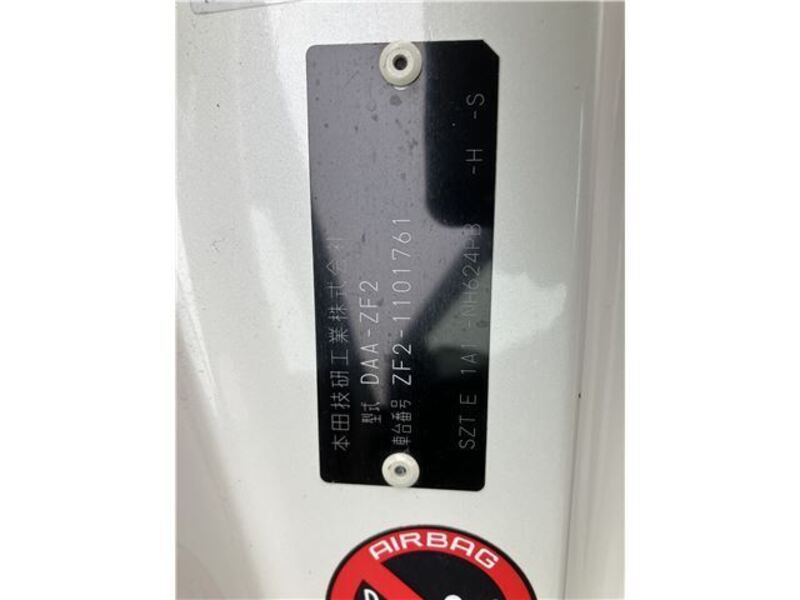 本田技研工業株式会社
型式 DAA-ZF2
車台番号 ZF2-1101761
SZTE 1A1-NH624PB -H -S
AIRBAG